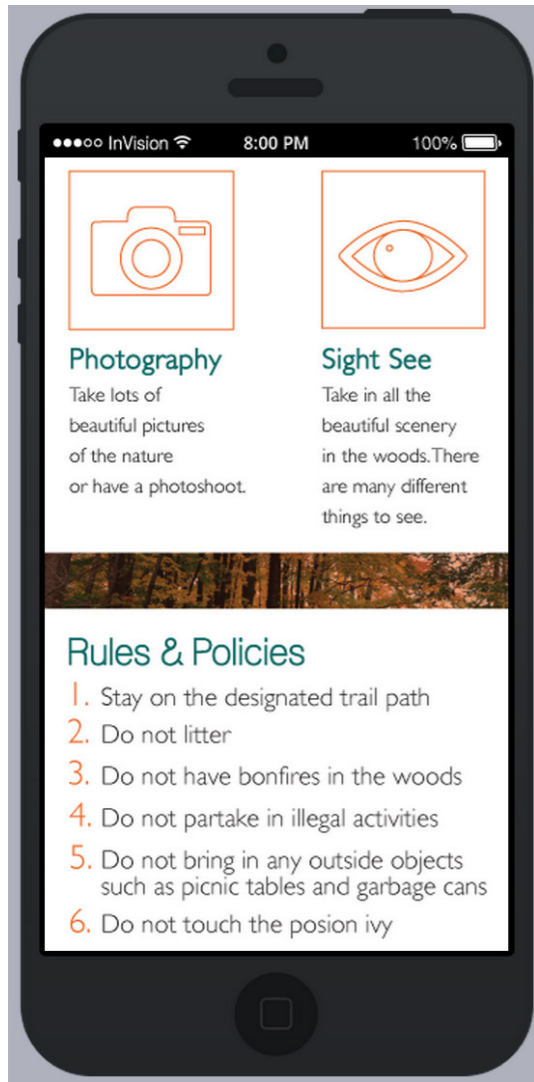 InVision 8:00 PM 100%
Photography
Take lots of
beautiful pictures
of the nature
or have a photoshoot.
Sight See
Take in all the
beautiful scenery
in the woods. There
are many different
things to see.
Rules & Policies
1. Stay on the designated trail path
2. Do not litter
3. Do not have bonfires in the woods
4. Do not partake in illegal activities
5. Do not bring in any outside objects
such as picnic tables and garbage cans
6. Do not touch the posion ivy